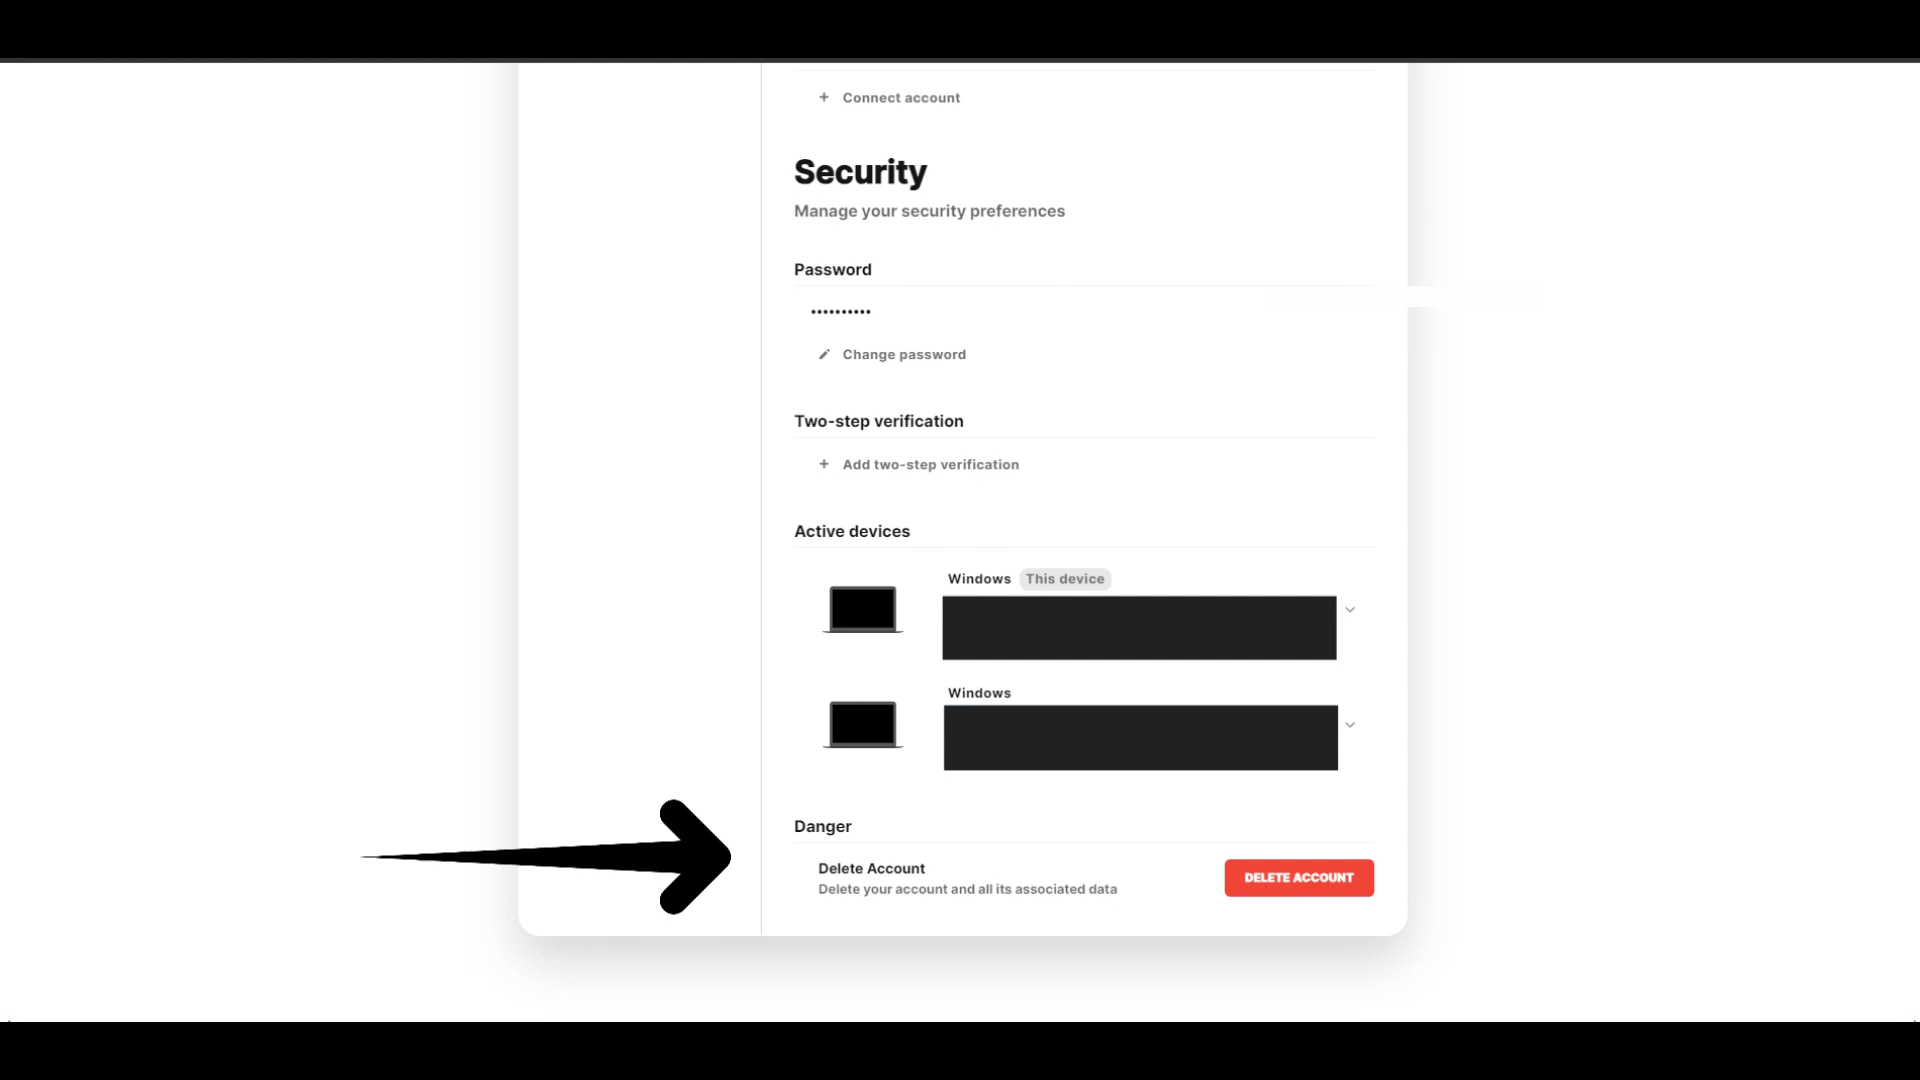 + Connect account
Security
Manage your security preferences
Password
••••••••••
Change password
Two-step verification
+ Add two-step verification
Active devices
Windows This device
Windows
Danger
Delete Account
Delete your account and all its associated data
DELETE ACCOUNT